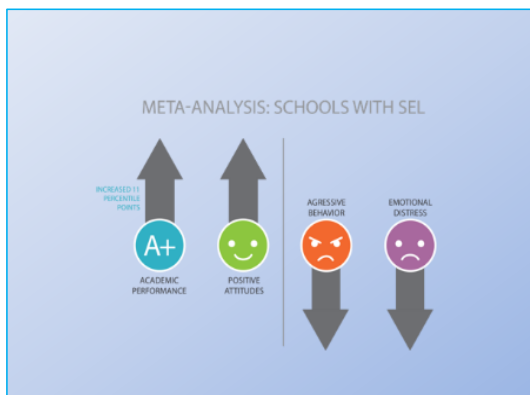 META-ANALYSIS: SCHOOLS WITH SEL
INCREASED 11
PERCENTILE
POINTS
A+
ACADEMIC
PERFORMANCE
POSITIVE
ATTITUDES
AGRESSIVE
BEHAVIOR
EMOTIONAL
DISTRESS